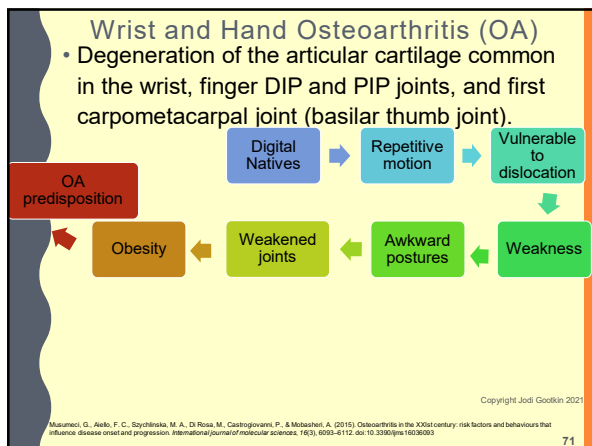 Wrist and Hand Osteoarthritis (OA)
• Degeneration of the articular cartilage common
in the wrist, finger DIP and PIP joints, and first
carpometacarpal joint (basilar thumb joint).
Digital
Natives
Repetitive
motion
Vulnerable
to
dislocation
Weakness
Awkward
postures
Weakened
joints
Obesity
OA
predisposition
Copyright Jodi Gootkin 2021
Musumeci, G., Aiello, F. C., Szychlinska, M. A., Di Rosa, M., Castrogiovanni, P., & Mobasheri, A. (2015). Osteoarthritis in the XXIst century: risk factors and behaviours that
influence disease onset and progression. International journal of molecular sciences, 16(3), 6093–6112. doi:10.3390/ijms16036093
71